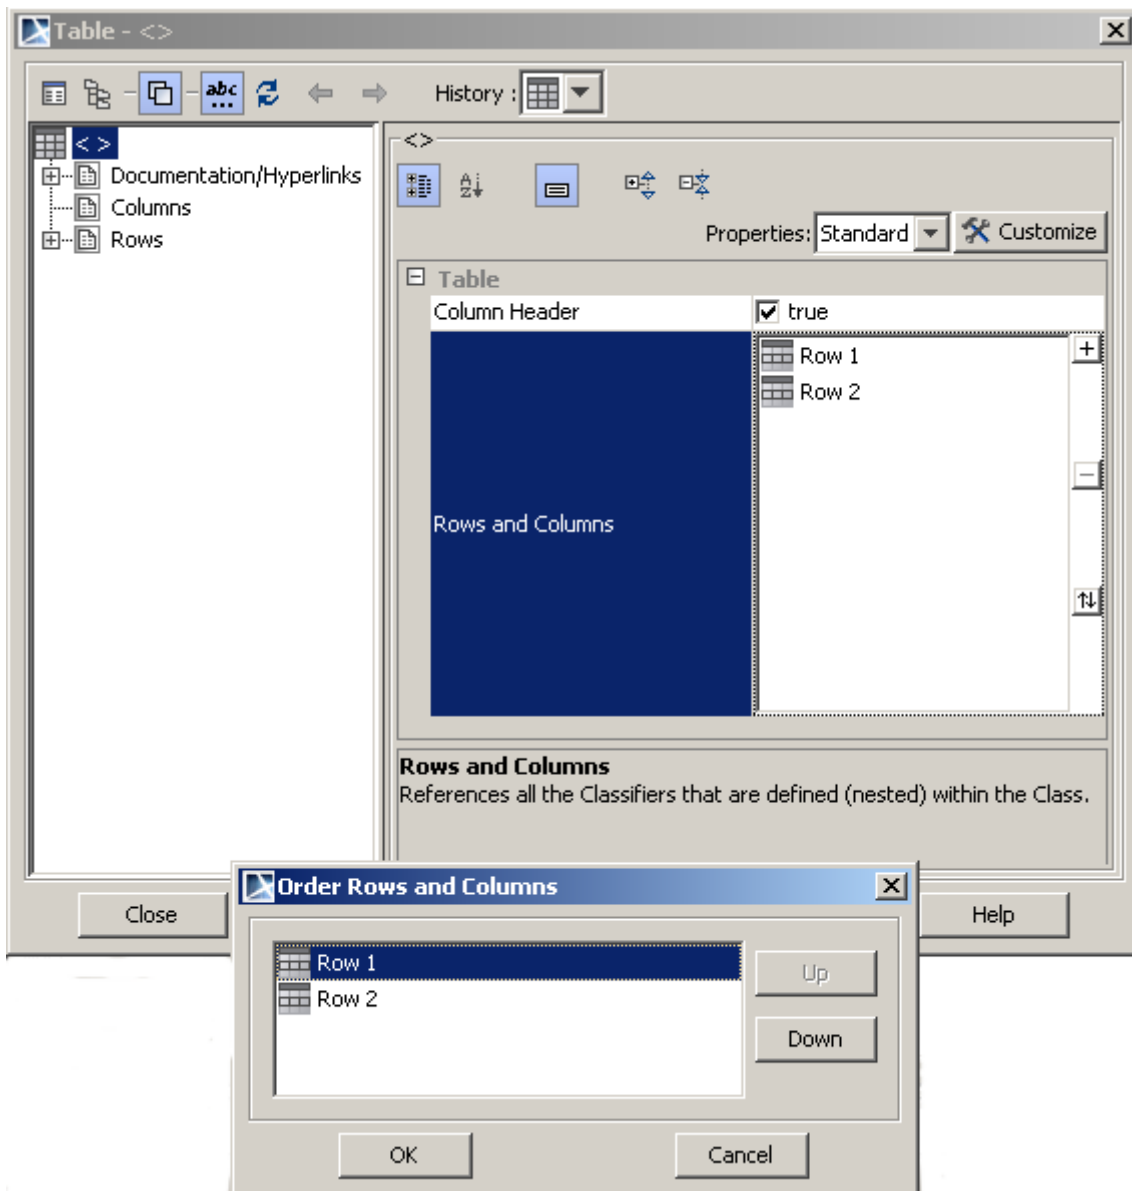 Table - <>
abc
History :
< >
Documentation/Hyperlinks
Columns
Rows
<>
A
Z
Properties: Standard Customize
Table
Column Header true
Row 1
Row 2
Rows and Columns
Rows and Columns
References all the Classifiers that are defined (nested) within the Class.
Close
Help
Order Rows and Columns
Row 1
Row 2
Up
Down
OK Cancel